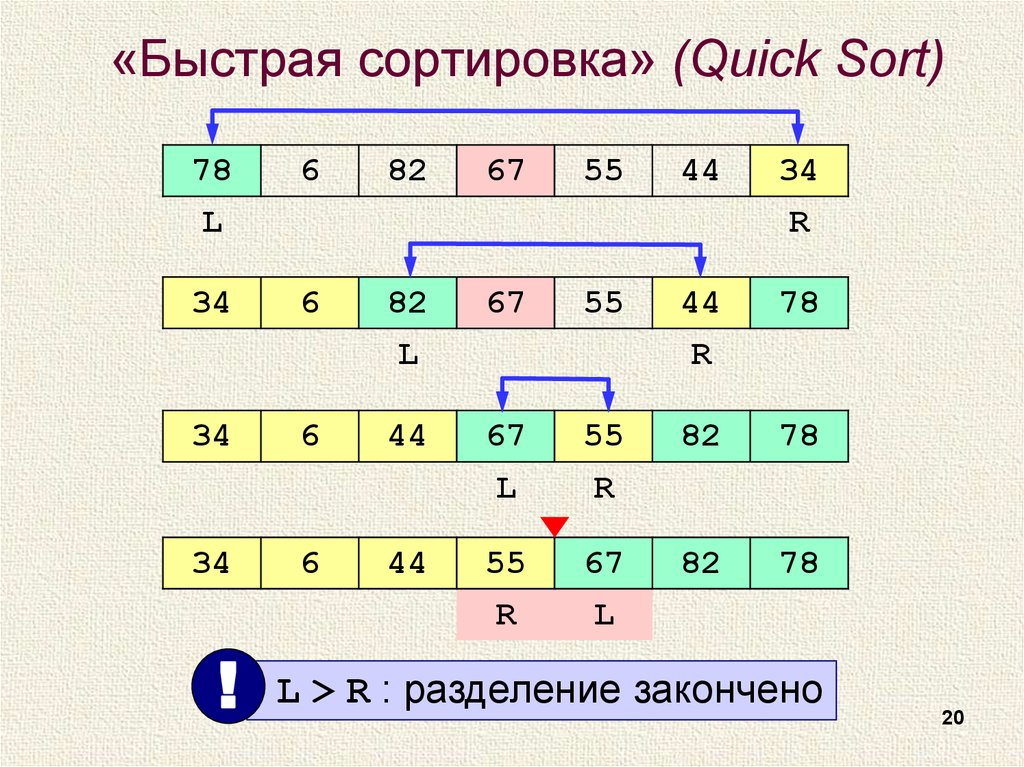 «Быстрая сортировка» (Quick Sort)
78 6 82 67 55 44 34
L R
34 6 82 67 55 44 78
L R
34 6 44 67 55 82 78
L R
34 6 44 55 67 82 78
R L
! L > R : разделение закончено
20